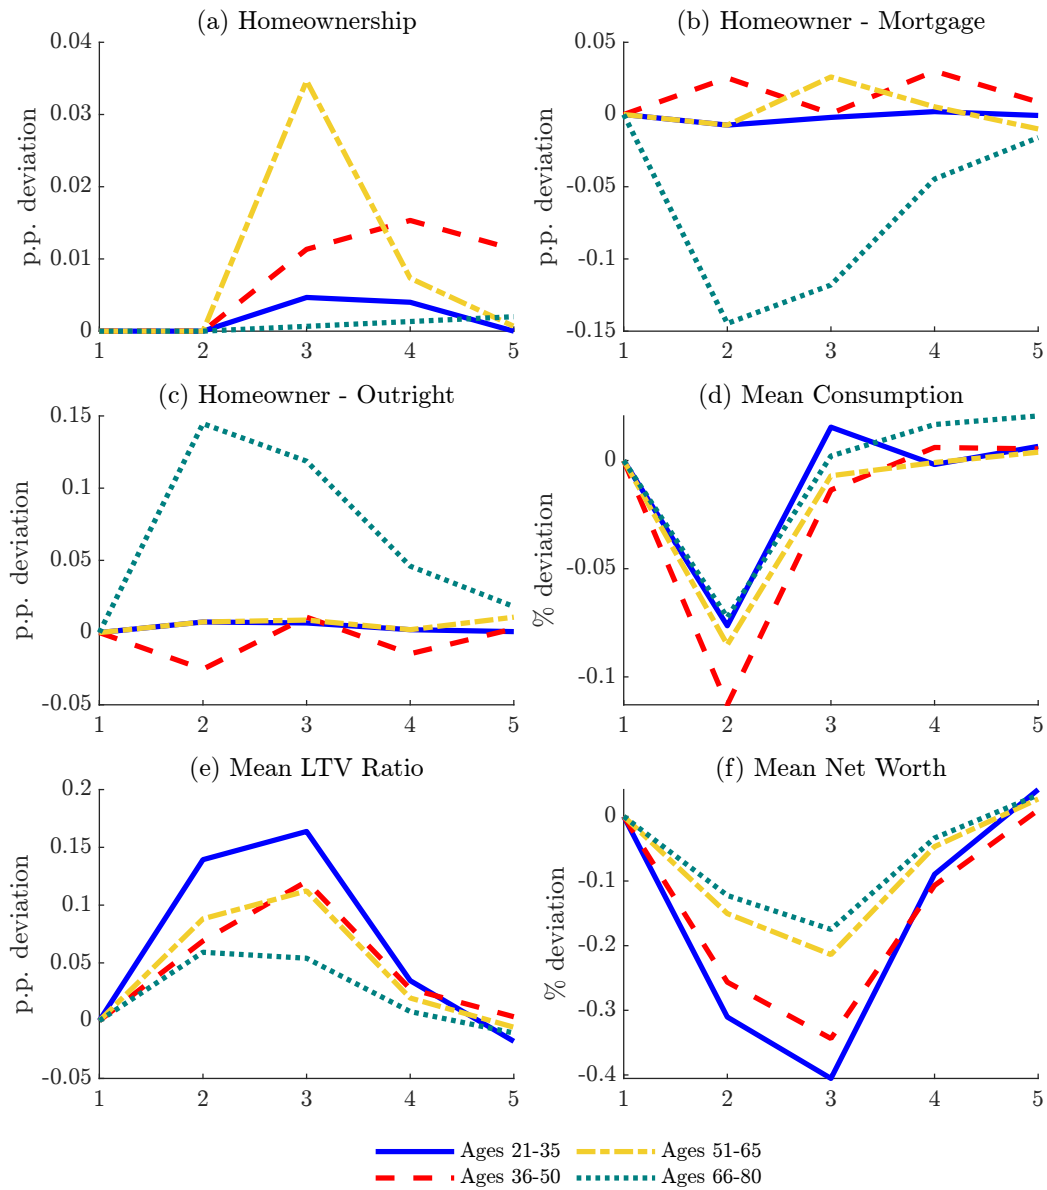 (a) Homeownership
0.04
0.03
0.02
0.01
0
p.p. deviation
1 2 3 4 5
(b) Homeowner - Mortgage
0.05
0
-0.05
-0.1
-0.15
p.p. deviation
1 2 3 4 5
(c) Homeowner - Outright
0.15
0.1
0.05
0
-0.05
p.p. deviation
1 2 3 4 5
(d) Mean Consumption
0
-0.05
-0.1
% deviation
1 2 3 4 5
(e) Mean LTV Ratio
0.2
0.15
0.1
0.05
0
-0.05
p.p. deviation
1 2 3 4 5
(f) Mean Net Worth
0
-0.1
-0.2
-0.3
-0.4
% deviation
1 2 3 4 5
Ages 21-35 Ages 51-65
Ages 36-50 Ages 66-80